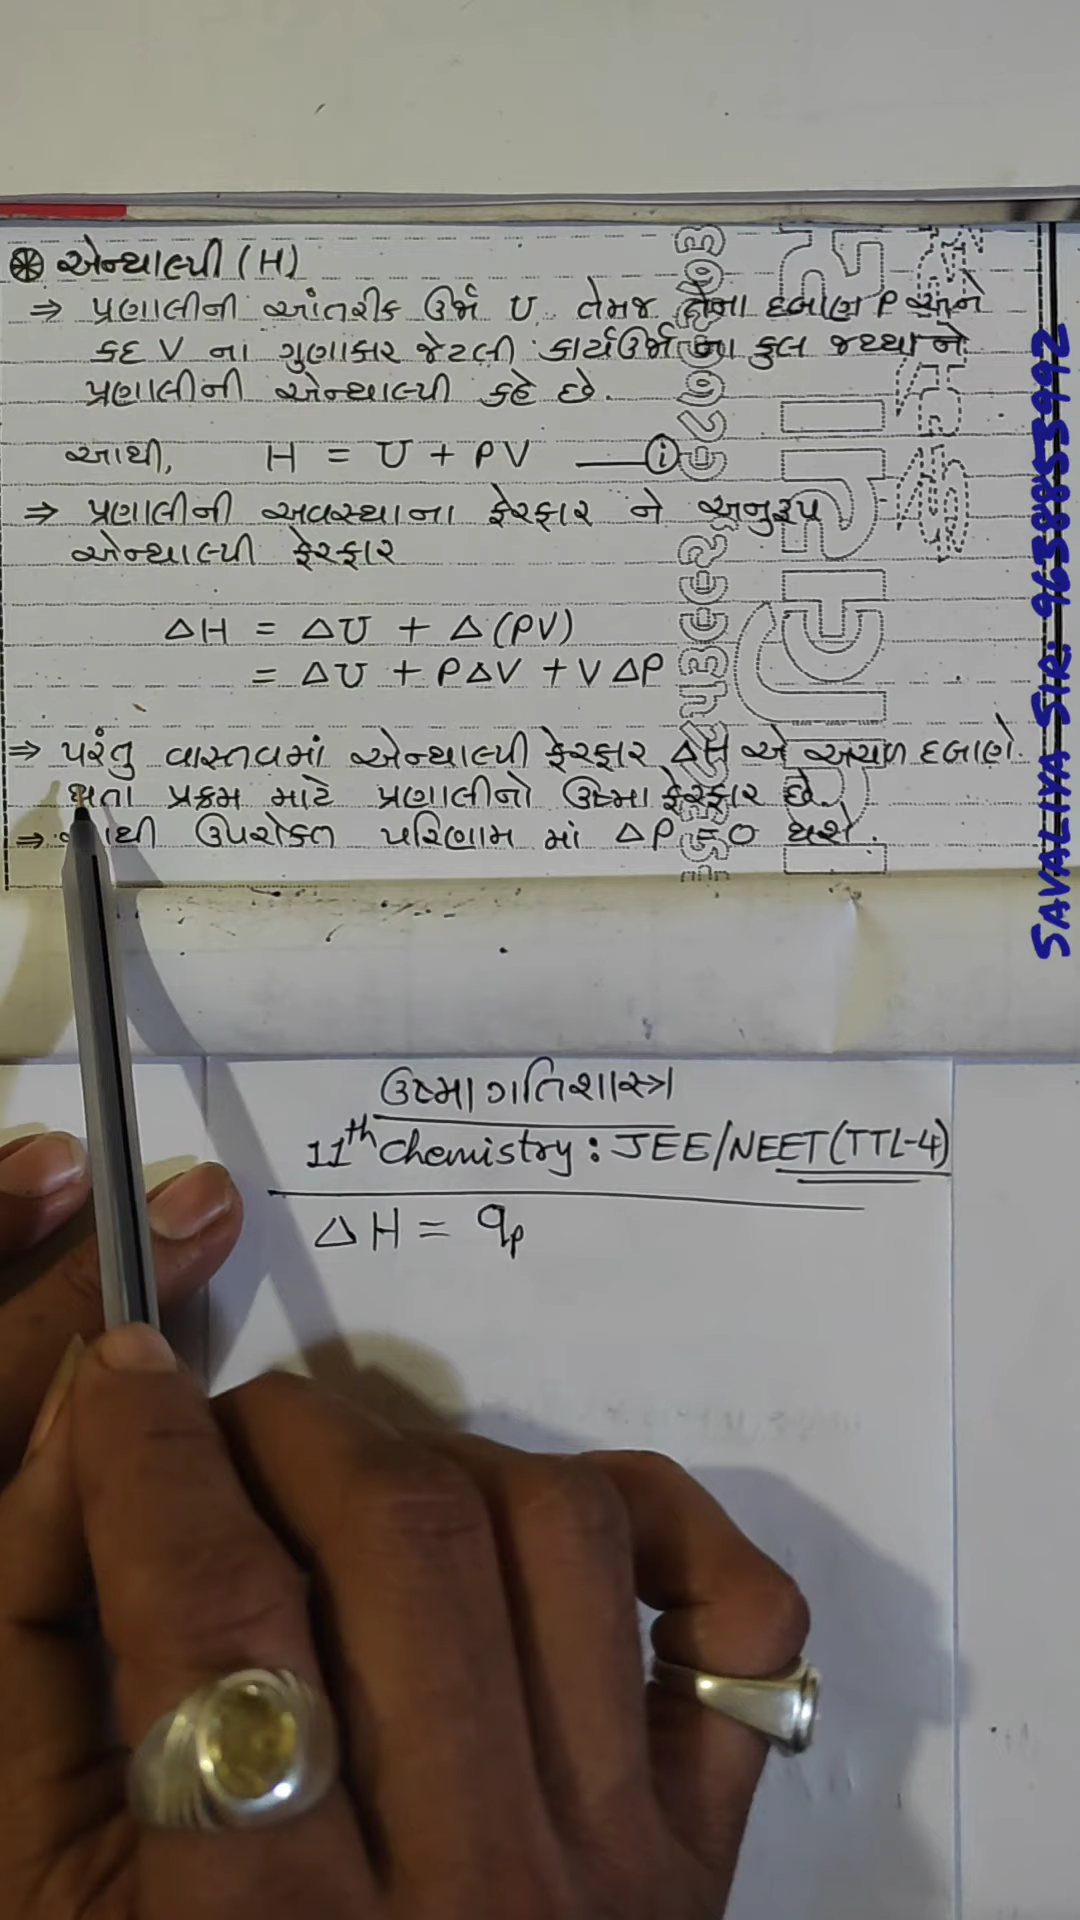 એન્થાલ્પી (H)
⇒ પ્રણાલીની આંતરીક ઉર્જા U, તેમજ તેના દબાણ P અને
કદ V ના ગુણાકાર જેટલી કાર્યઉર્જા ના કુલ જથ્થા ને
પ્રણાલીની એન્થાલ્પી કહે છે.
આથી, H = U + PV —— (i)
⇒ પ્રણાલીની અવસ્થાના ફેરફાર ને અનુરૂપ
એન્થાલ્પી ફેરફાર
ΔH = ΔU + Δ(PV)
= ΔU + PΔV + VΔP
⇒ પરંતુ વાસ્તવમાં એન્થાલ્પી ફેરફાર ΔH એ અચળ દબાણે
થતા પ્રક્રમ માટે પ્રણાલીનો ઉષ્મા ફેરફાર છે.
⇒ ઉપરોક્ત પરિણામ માં ΔP = 0 થશે.
SAVALIYA SIR: 9638853992
ઉષ્માગતિશાસ્ત્ર
11th Chemistry: JEE/NEET(TTL-4)
ΔH = qp